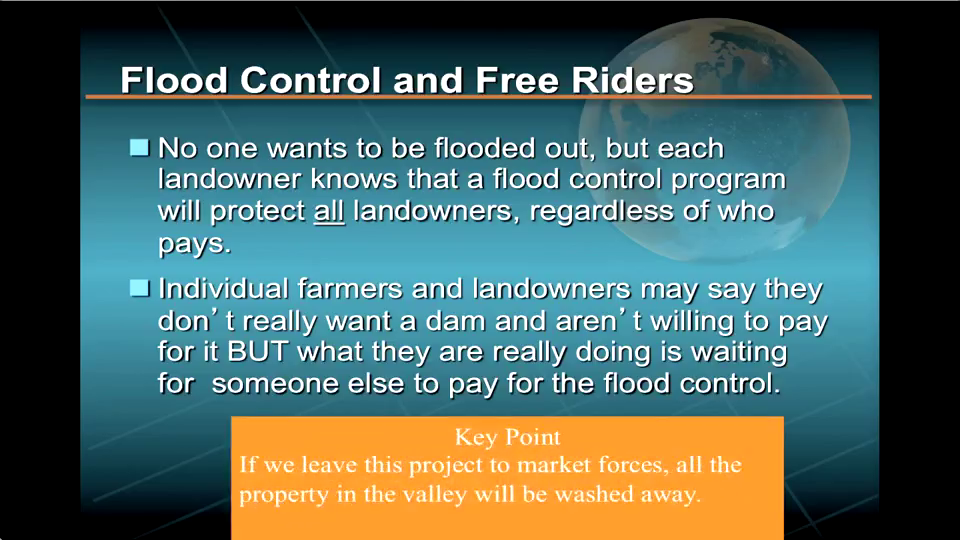 Flood Control and Free Riders
No one wants to be flooded out, but each
landowner knows that a flood control program
will protect all landowners, regardless of who
pays.
Individual farmers and landowners may say they
don’ t really want a dam and aren’ t willing to pay
for it BUT what they are really doing is waiting
for  someone else to pay for the flood control.
Key Point
If we leave this project to market forces, all the
property in the valley will be washed away.